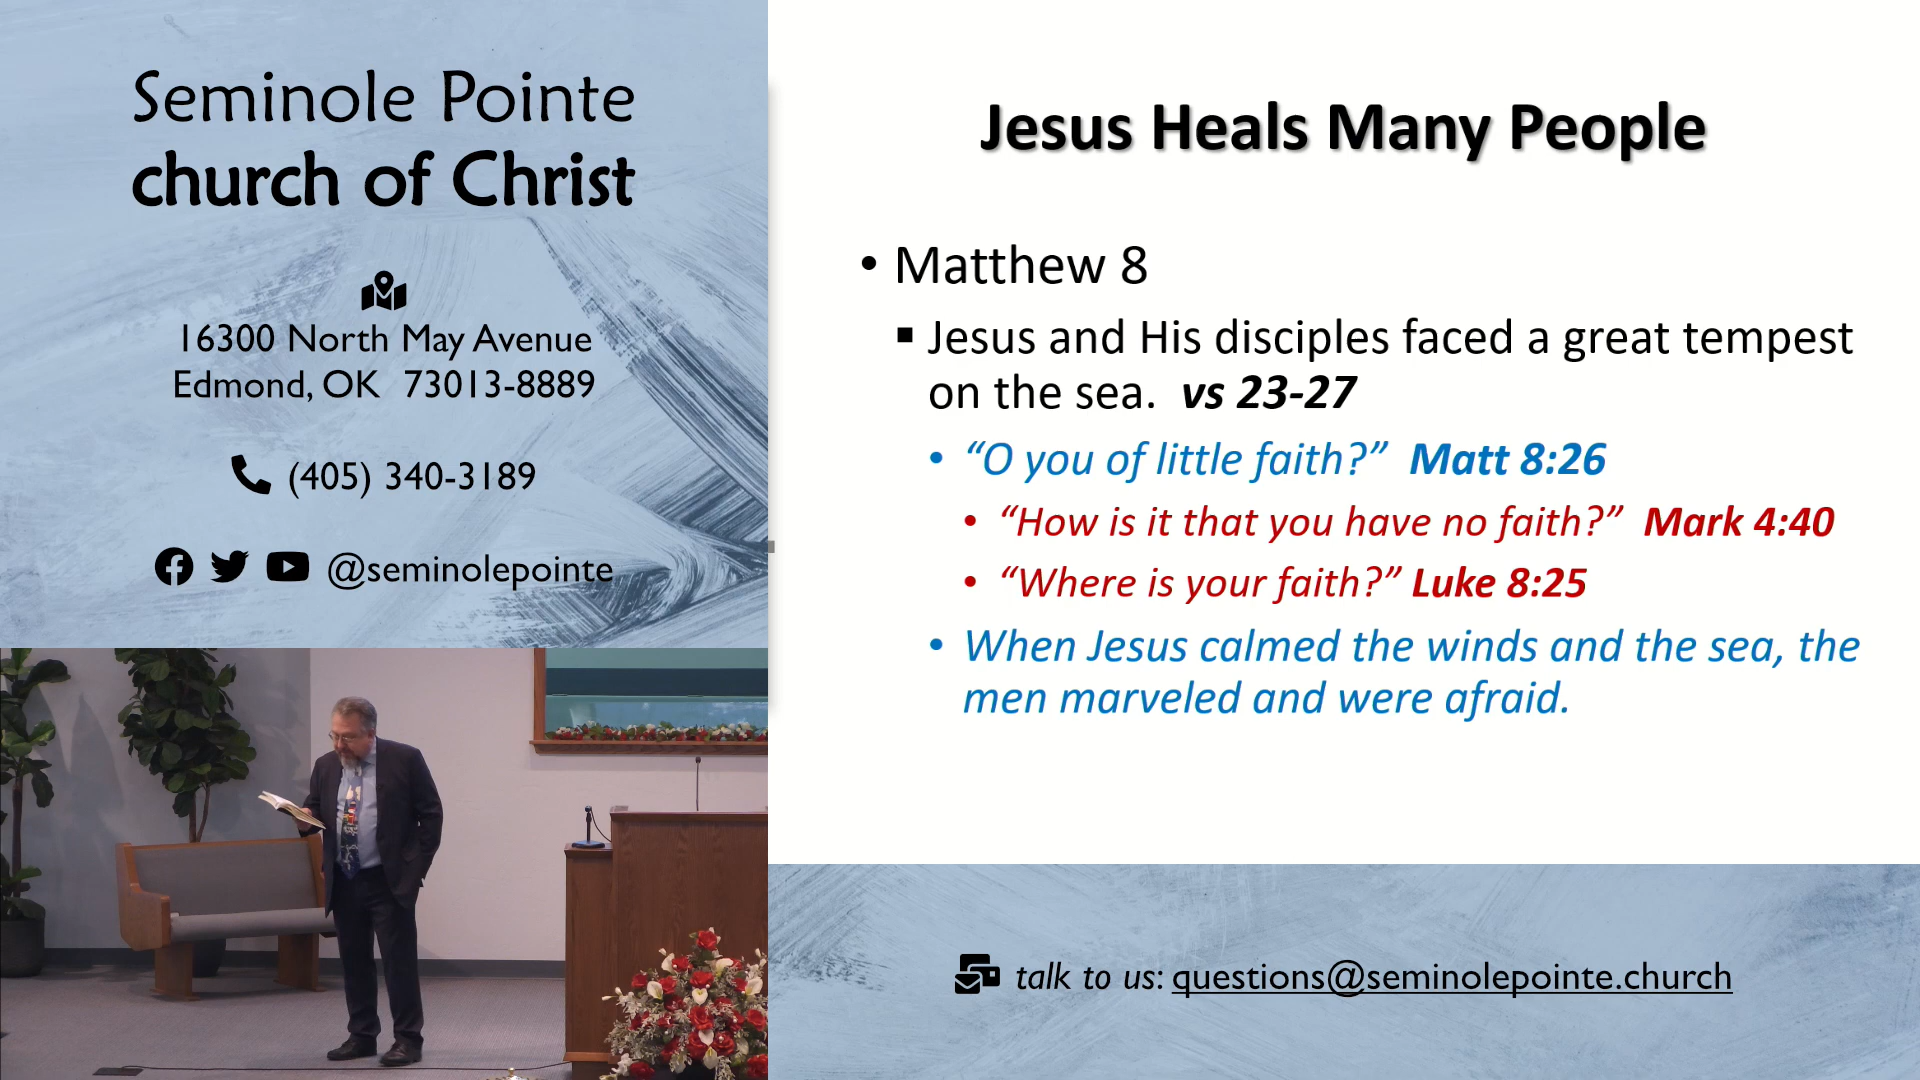 Seminole Pointe
church of Christ
16300 North May Avenue
Edmond, OK 73013-8889
(405) 340-3189
@seminolepointe
Jesus Heals Many People
• Matthew 8
▪ Jesus and His disciples faced a great tempest
on the sea. vs 23-27
• “O you of little faith?” Matt 8:26
• “How is it that you have no faith?” Mark 4:40
• “Where is your faith?” Luke 8:25
• When Jesus calmed the winds and the sea, the
men marveled and were afraid.
talk to us: questions@seminolepointe.church